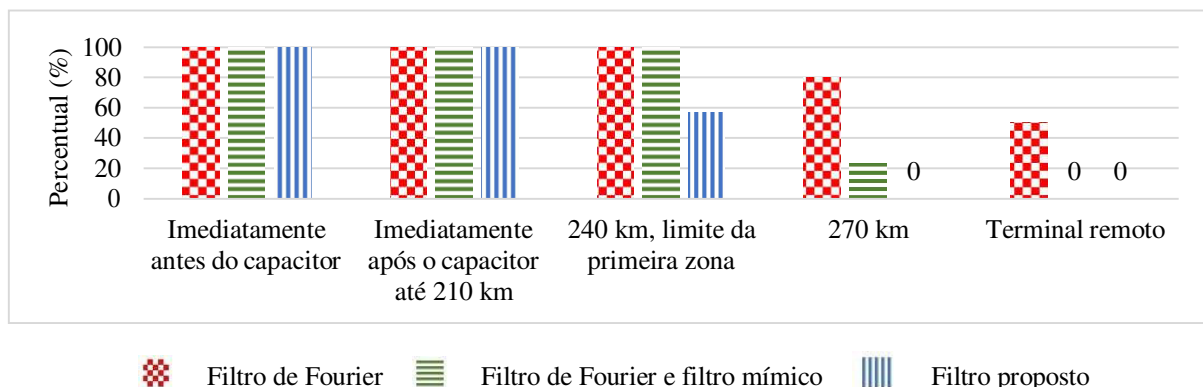 Percentual (%)
100
80
60
40
20
0
0
0
0
Imediatamente
antes do capacitor
Imediatamente
após o capacitor
até 210 km
240 km, limite da
primeira zona
270 km
Terminal remoto
Filtro de Fourier
Filtro de Fourier e filtro mímico
Filtro proposto